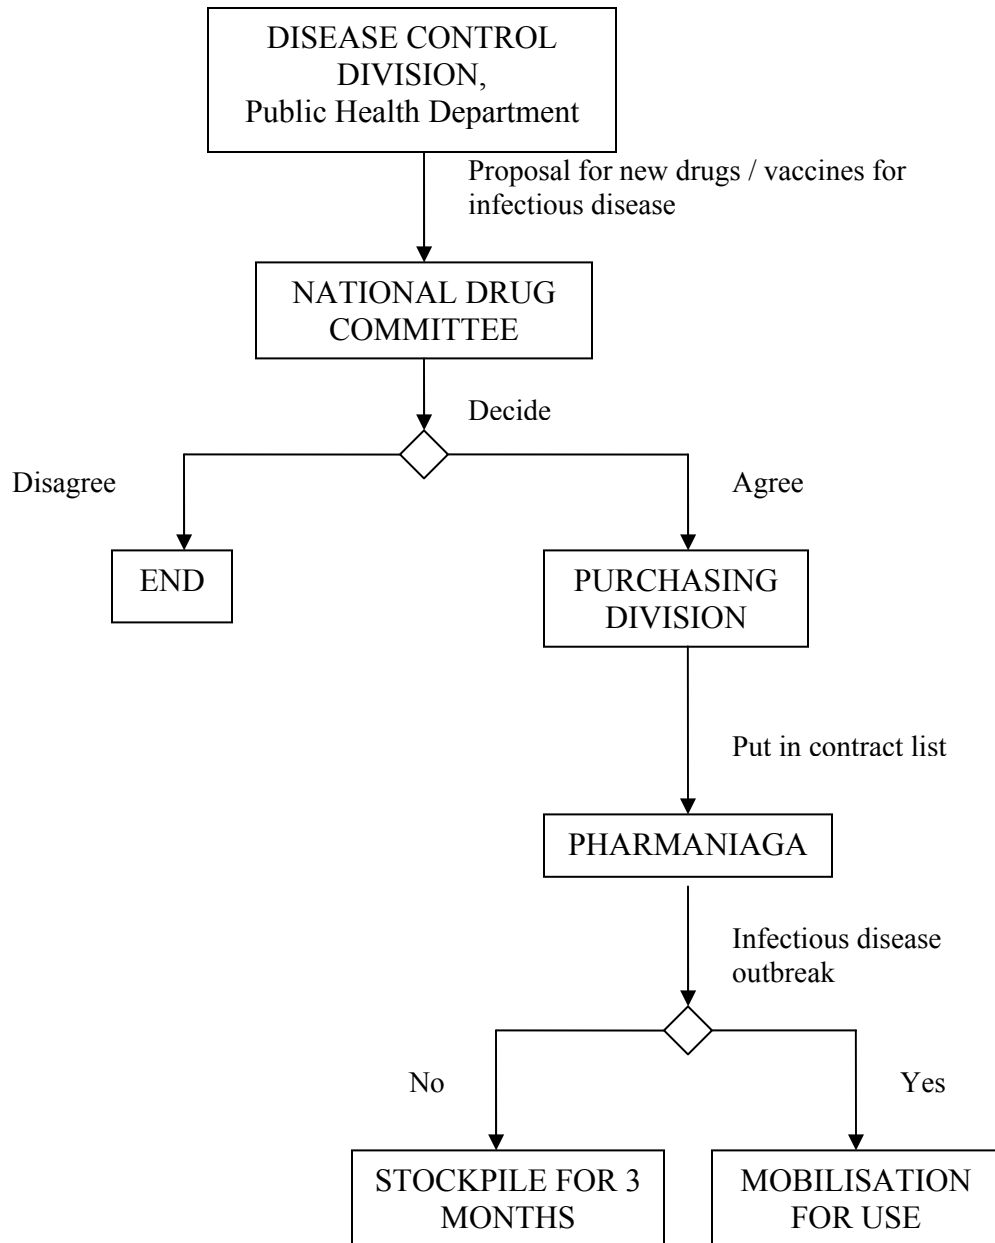 DISEASE CONTROL
DIVISION,
Public Health Department
Proposal for new drugs / vaccines for
infectious disease
NATIONAL DRUG
COMMITTEE
Decide
Disagree
Agree
END
PURCHASING
DIVISION
Put in contract list
PHARMANIAGA
Infectious disease
outbreak
No
Yes
STOCKPILE FOR 3
MONTHS
MOBILISATION
FOR USE